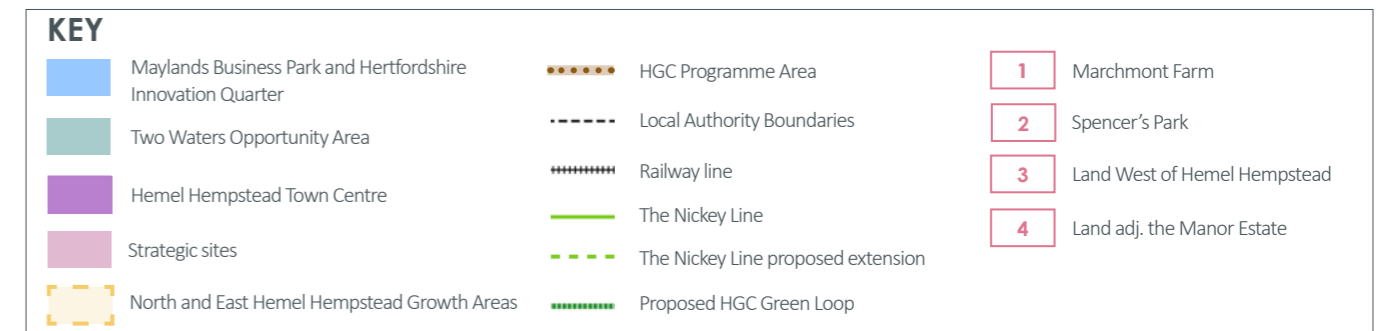 KEY
Maylands Business Park and Hertfordshire
Innovation Quarter
Two Waters Opportunity Area
Hemel Hempstead Town Centre
Strategic sites
North and East Hemel Hempstead Growth Areas
HGC Programme Area
Local Authority Boundaries
Railway line
The Nickey Line
The Nickey Line proposed extension
Proposed HGC Green Loop
1 Marchmont Farm
2 Spencer’s Park
3 Land West of Hemel Hempstead
4 Land adj. the Manor Estate